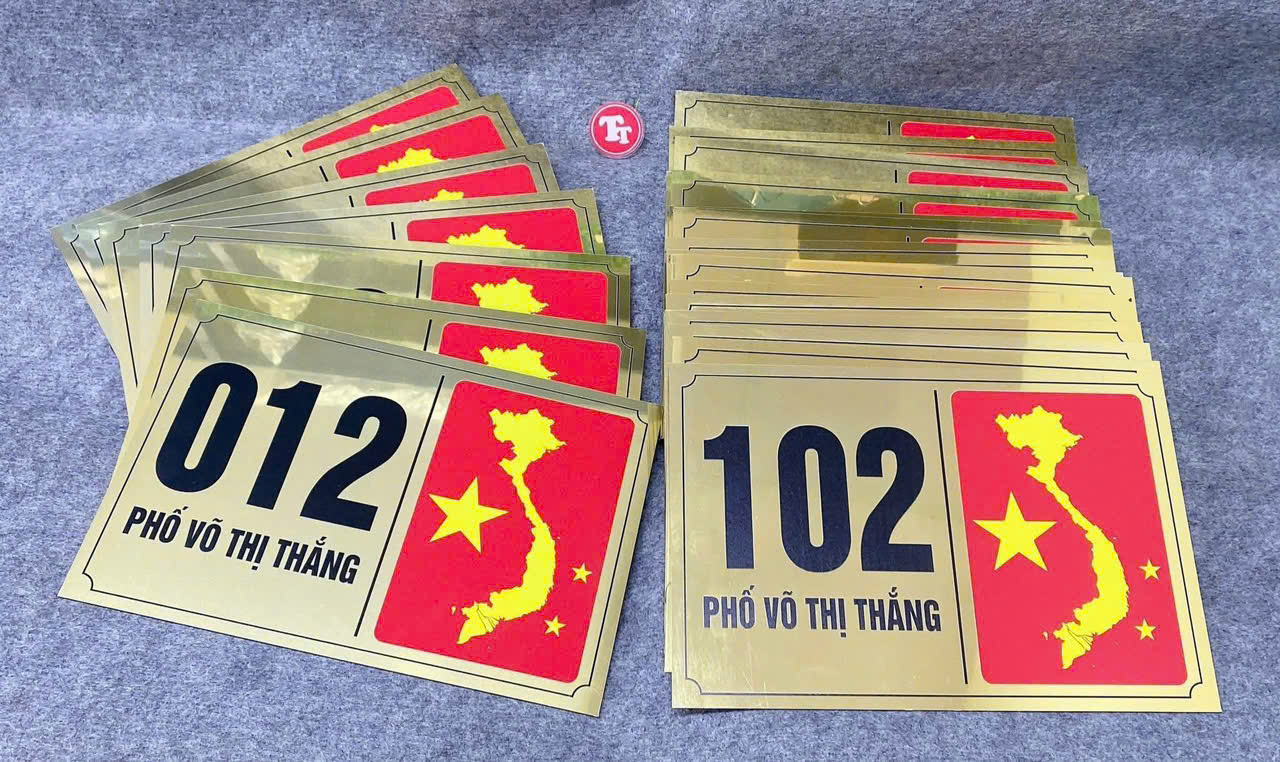 TT
012
PHỐ VÕ THỊ THẮNG
102
PHỐ VÕ THỊ THẮNG